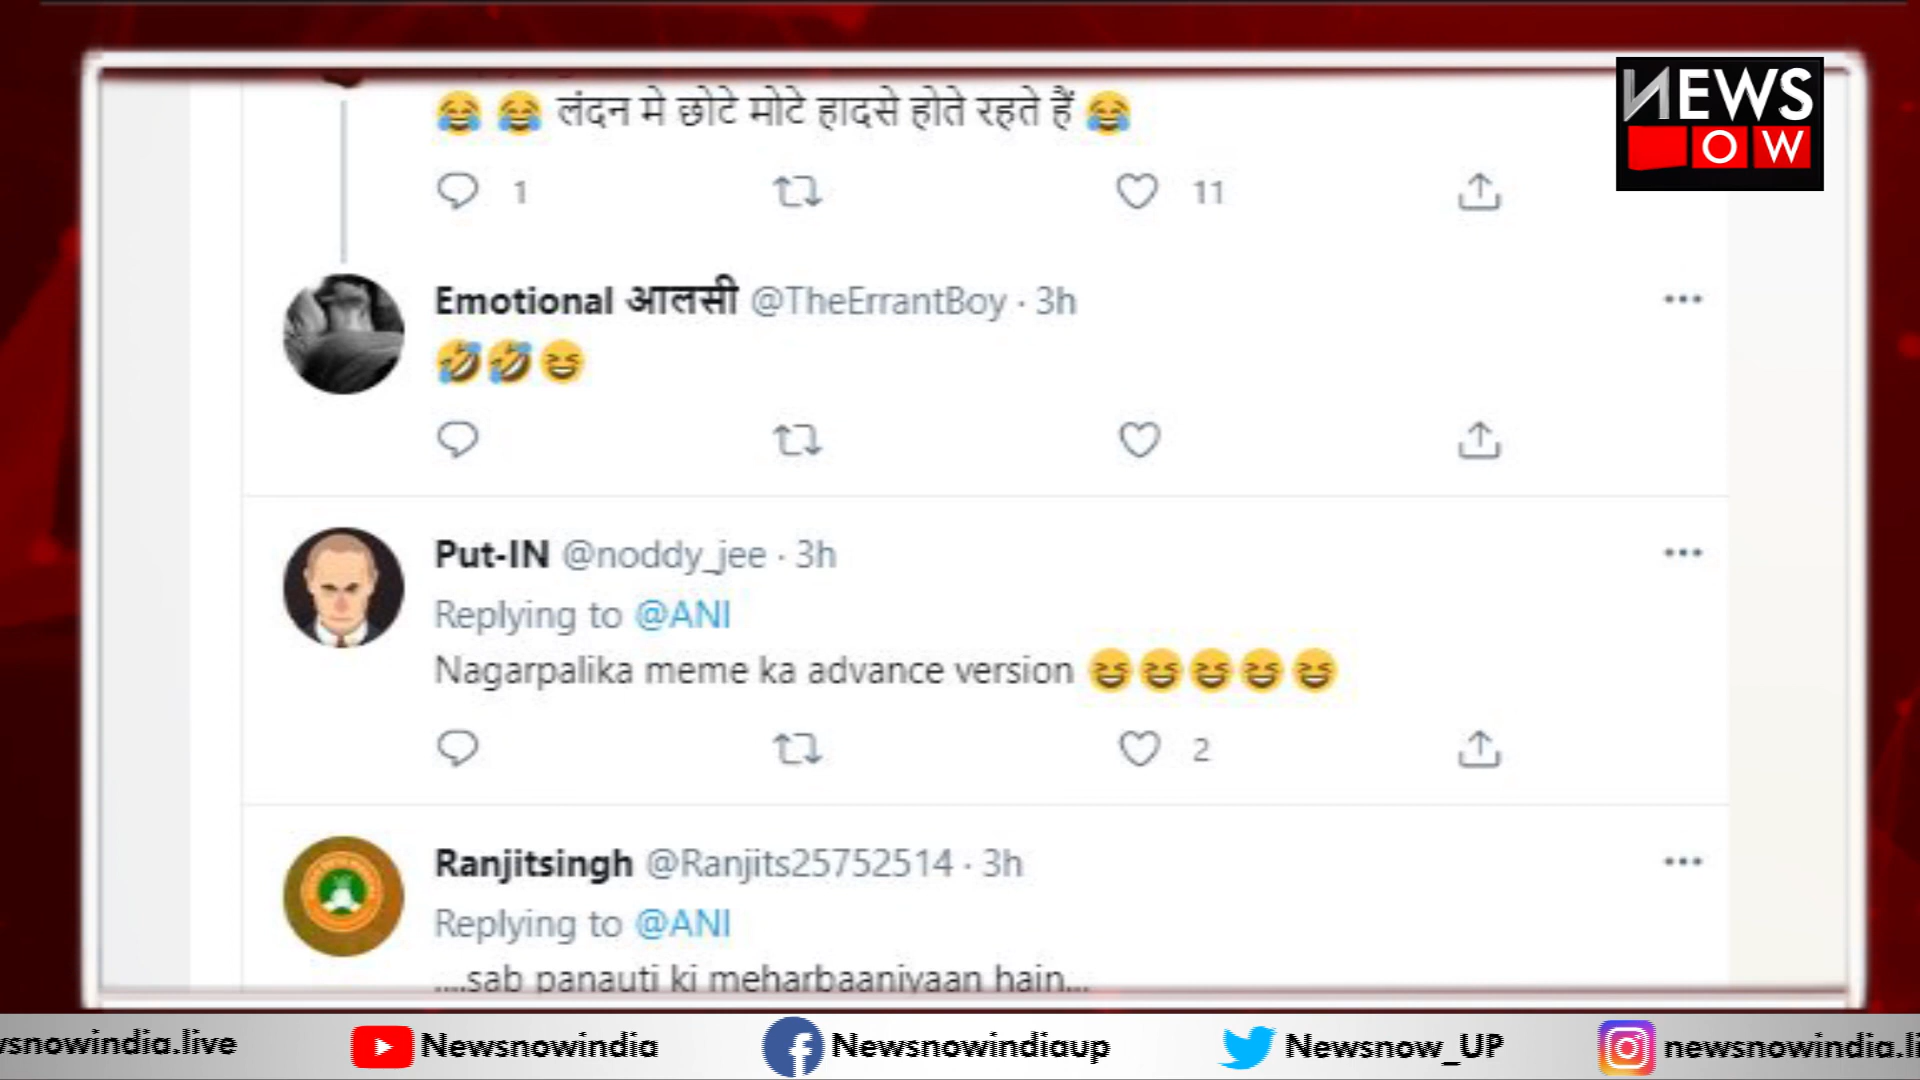 😂 😂 लंदन मे छोटे मोटे हादसे होते रहते हैं 😂
1 11
NEWS
OW
Emotional आलसी @TheErrantBoy · 3h
🤣🤣😆
Put-IN @noddy_jee · 3h
Replying to @ANI
Nagarpalika meme ka advance version 😆😆😆😆😆
2
Ranjitsingh @Ranjits25752514 · 3h
Replying to @ANI
....sab panauti ki meharbaaniyaan hain...
wsnowindia.live Newsnowindia Newsnowindiaup Newsnow_UP newsnowindia.li